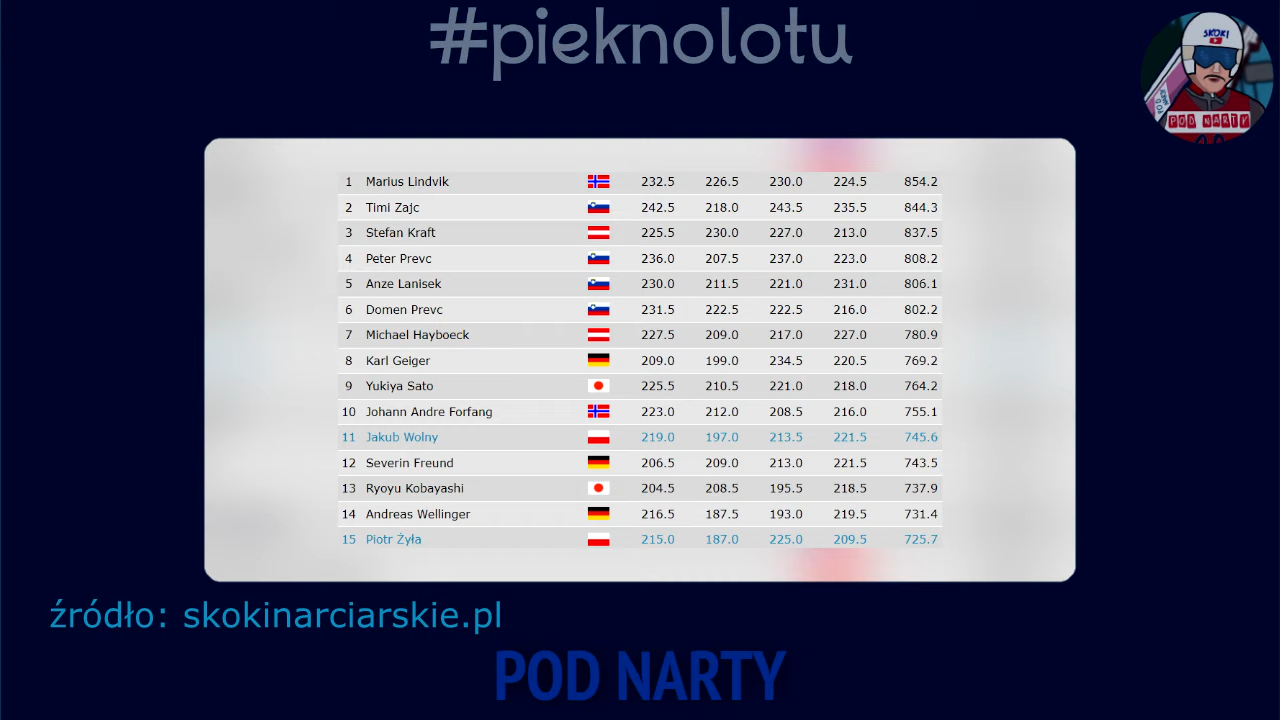 #pieknolotu
SKOKI
POD NARTY
1 Marius Lindvik 232.5 226.5 230.0 224.5 854.2
2 Timi Zajc 242.5 218.0 243.5 235.5 844.3
3 Stefan Kraft 225.5 230.0 227.0 213.0 837.5
4 Peter Prevc 236.0 207.5 237.0 223.0 808.2
5 Anze Lanisek 230.0 211.5 221.0 231.0 806.1
6 Domen Prevc 231.5 222.5 222.5 216.0 802.2
7 Michael Hayboeck 227.5 209.0 217.0 227.0 780.9
8 Karl Geiger 209.0 199.0 234.5 220.5 769.2
9 Yukiya Sato 225.5 210.5 221.0 218.0 764.2
10 Johann Andre Forfang 223.0 212.0 208.5 216.0 755.1
11 Jakub Wolny 219.0 197.0 213.5 221.5 745.6
12 Severin Freund 206.5 209.0 213.0 221.5 743.5
13 Ryoyu Kobayashi 204.5 208.5 195.5 218.5 737.9
14 Andreas Wellinger 216.5 187.5 193.0 219.5 731.4
15 Piotr Żyła 215.0 187.0 225.0 209.5 725.7
źródło: skokinarciarskie.pl
POD NARTY